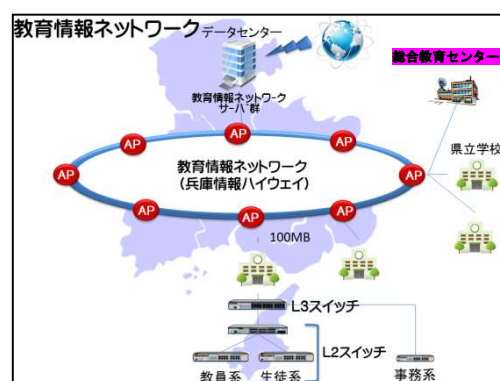 教育情報ネットワーク
データセンター
総合教育センター
教育情報ネットワーク
サーバ群
AP
AP
AP
AP
AP
AP
AP
AP
教育情報ネットワーク
(兵庫情報ハイウェイ)
県立学校
100MB
L3スイッチ
L2スイッチ
教員系
生徒系
事務系